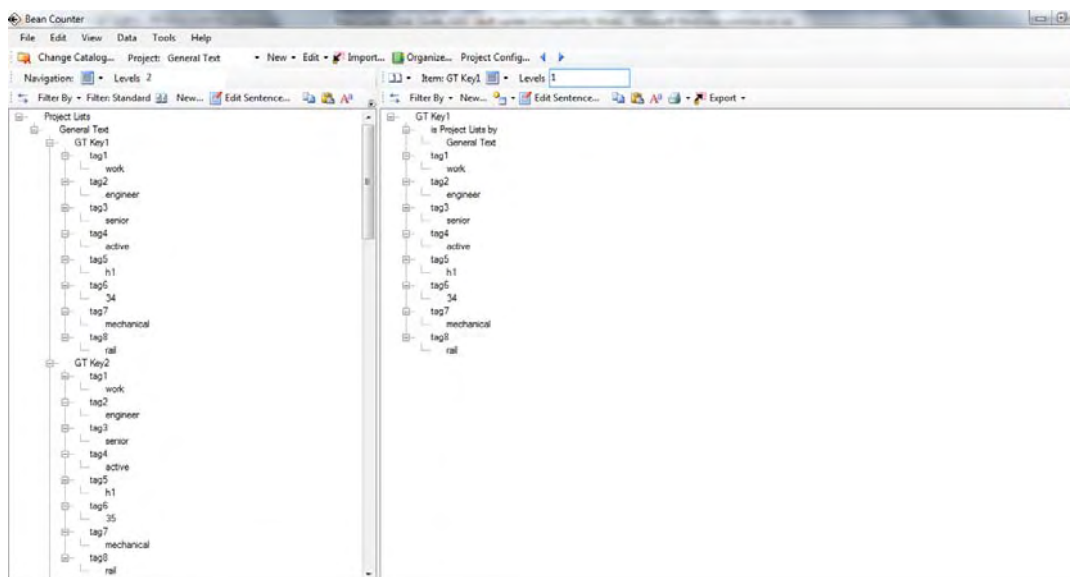 Bean Counter
File Edit View Data Tools Help
Change Catalog... Project: General Text New Edit Import... Organize... Project Config...
Navigation: Levels 2
Item: GT Key1 Levels 1
Filter By Filter: Standard New... Edit Sentence...
Filter By New... Edit Sentence... Export
Project Lists
General Text
GT Key1
tag1
work
tag2
engineer
tag3
senior
tag4
active
tag5
h1
tag6
34
tag7
mechanical
tag8
rail
GT Key2
tag1
work
tag2
engineer
tag3
senior
tag4
active
tag5
h1
tag6
35
tag7
mechanical
tag8
rail
GT Key1
is Project Lists by
General Text
tag1
work
tag2
engineer
tag3
senior
tag4
active
tag5
h1
tag6
34
tag7
mechanical
tag8
rail